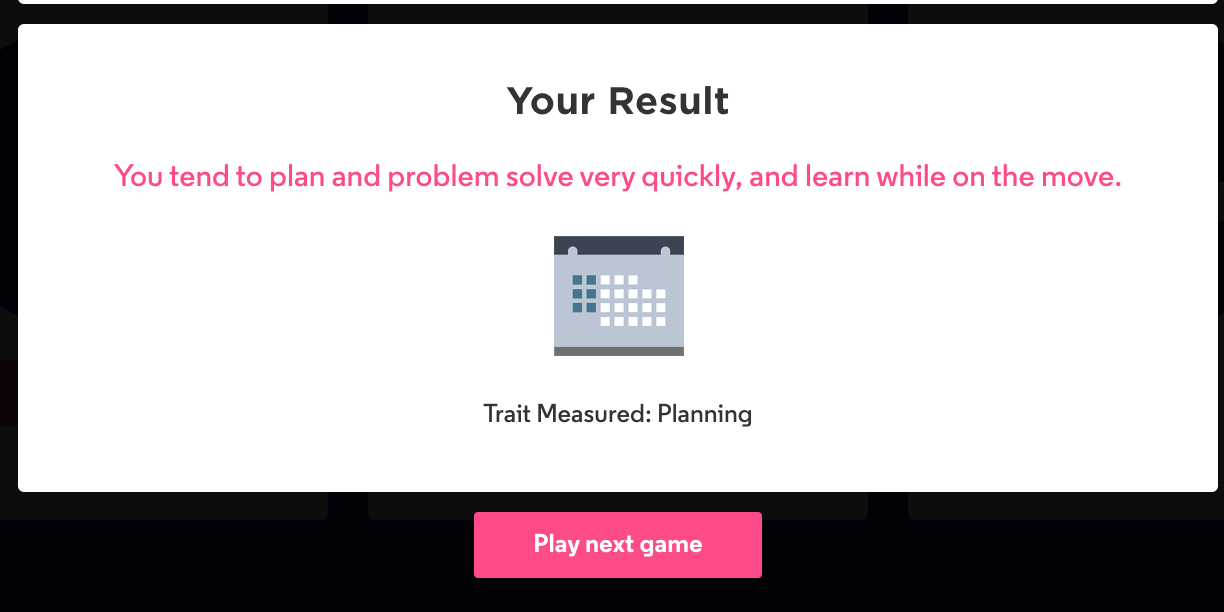 Your Result
You tend to plan and problem solve very quickly, and learn while on the move.
Trait Measured: Planning
Play next game